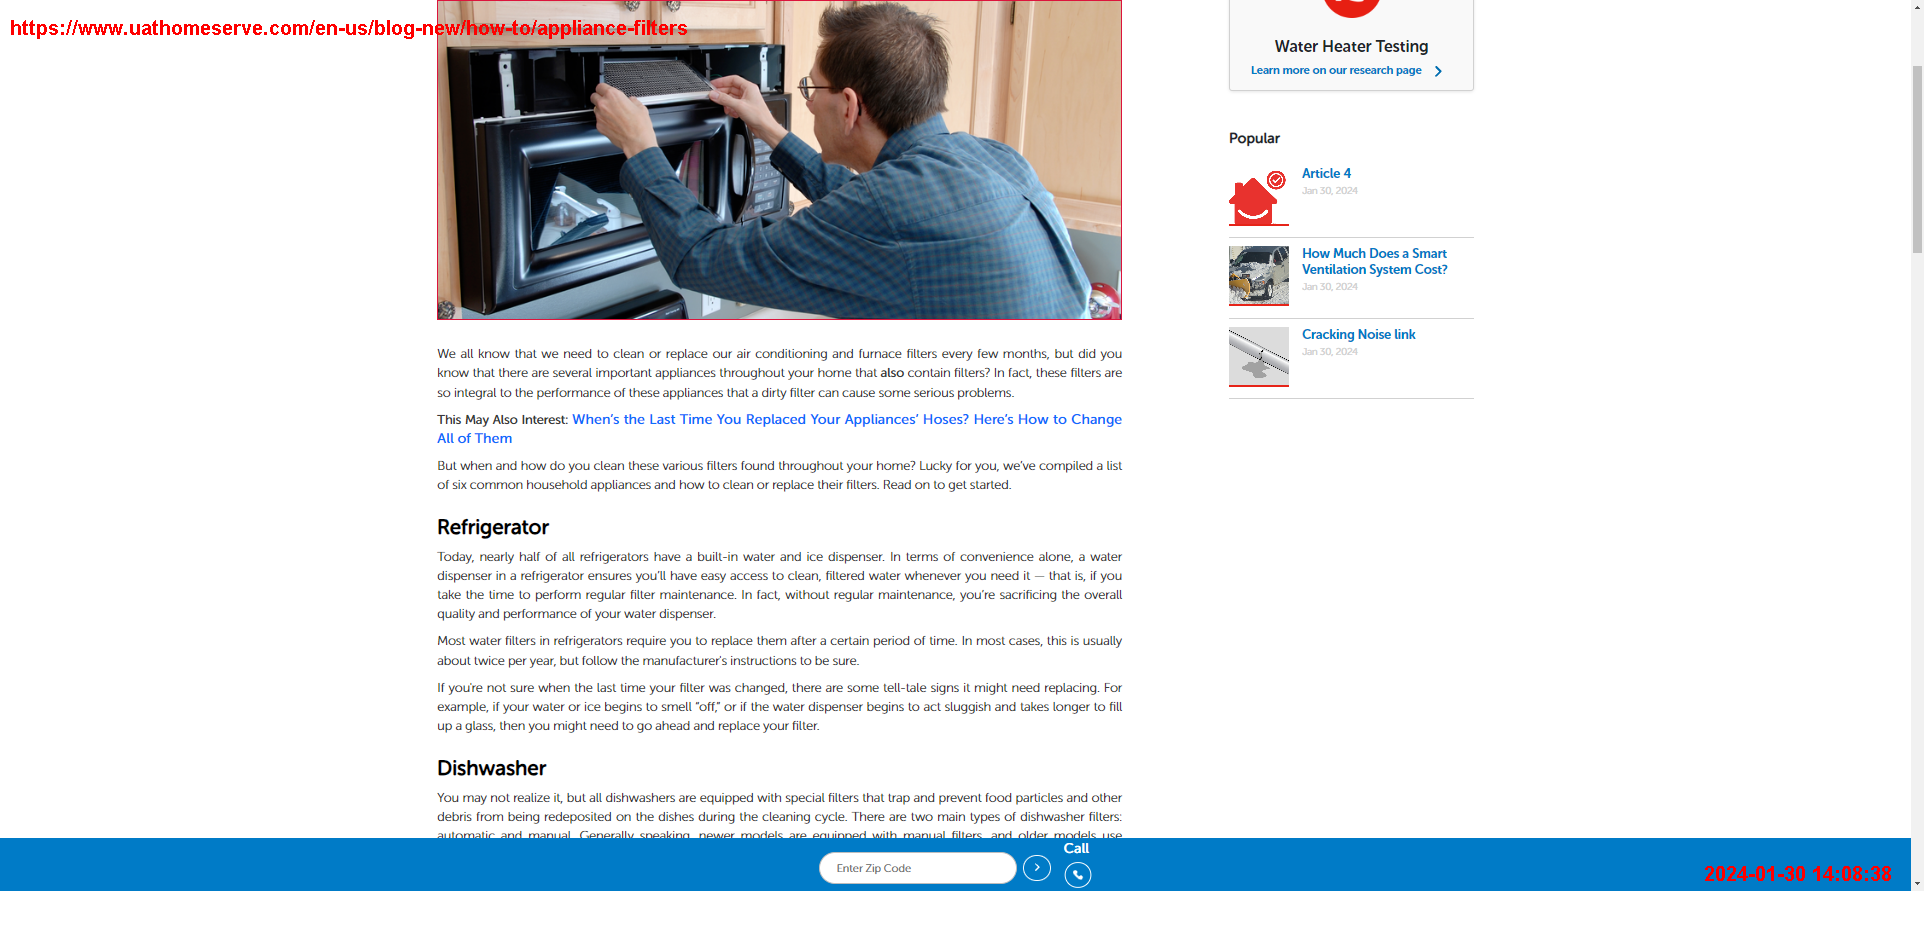 https://www.uathomeserve.com/en-us/blog-new/how-to/appliance-filters
Water Heater Testing
Learn more on our research page
Popular
Article 4
Jan 30, 2024
How Much Does a Smart
Ventilation System Cost?
Jan 30, 2024
Cracking Noise link
Jan 30, 2024
We all know that we need to clean or replace our air conditioning and furnace filters every few months, but did you
know that there are several important appliances throughout your home that also contain filters? In fact, these filters are
so integral to the performance of these appliances that a dirty filter can cause some serious problems.
This May Also Interest: When’s the Last Time You Replaced Your Appliances’ Hoses? Here’s How to Change
All of Them
But when and how do you clean these various filters found throughout your home? Lucky for you, we’ve compiled a list
of six common household appliances and how to clean or replace their filters. Read on to get started.
Refrigerator
Today, nearly half of all refrigerators have a built-in water and ice dispenser. In terms of convenience alone, a water
dispenser in a refrigerator ensures you’ll have easy access to clean, filtered water whenever you need it — that is, if you
take the time to perform regular filter maintenance. In fact, without regular maintenance, you’re sacrificing the overall
quality and performance of your water dispenser.
Most water filters in refrigerators require you to replace them after a certain period of time. In most cases, this is usually
about twice per year, but follow the manufacturer’s instructions to be sure.
If you’re not sure when the last time your filter was changed, there are some tell-tale signs it might need replacing. For
example, if your water or ice begins to smell “off,” or if the water dispenser begins to act sluggish and takes longer to fill
up a glass, then you might need to go ahead and replace your filter.
Dishwasher
You may not realize it, but all dishwashers are equipped with special filters that trap and prevent food particles and other
debris from being redeposited on the dishes during the cleaning cycle. There are two main types of dishwasher filters:
automatic and manual. Generally speaking, newer models are equipped with manual filters, and older models use
Enter Zip Code
Call
2024-01-30 14:08:38